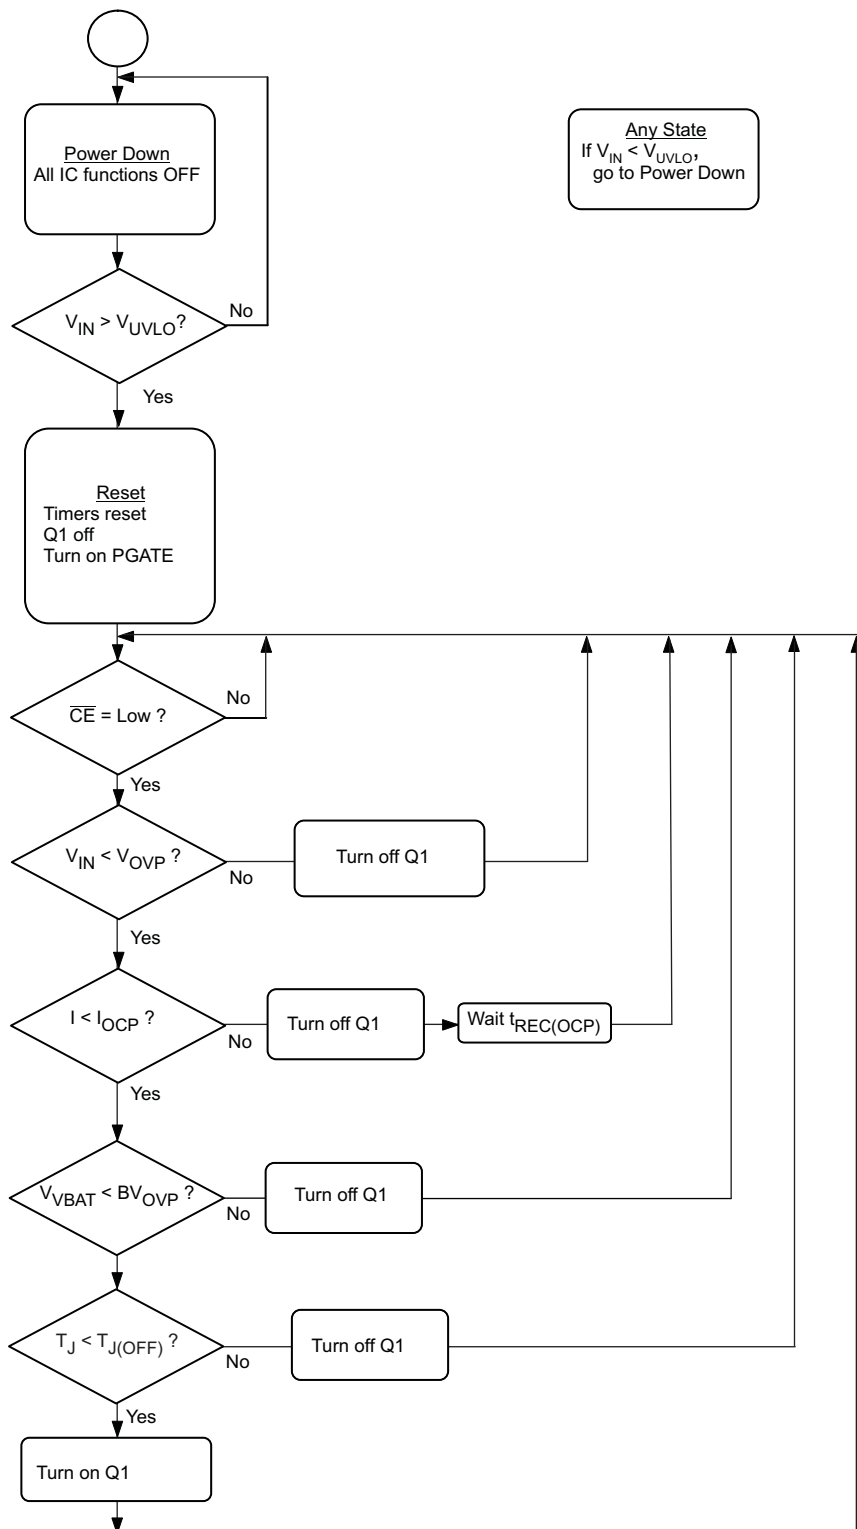 Power Down
All IC functions OFF
Any State
If V_IN < V_UVLO,
go to Power Down
V_IN > V_UVLO?
No
Yes
Reset
Timers reset
Q1 off
Turn on PGATE
C̅E̅ = Low ?
No
Yes
V_IN < V_OVP ?
No
Turn off Q1
Yes
I < I_OCP ?
No
Turn off Q1
Wait t_REC(OCP)
Yes
V_VBAT < BV_OVP ?
No
Turn off Q1
T_J < T_J(OFF) ?
No
Turn off Q1
Yes
Turn on Q1